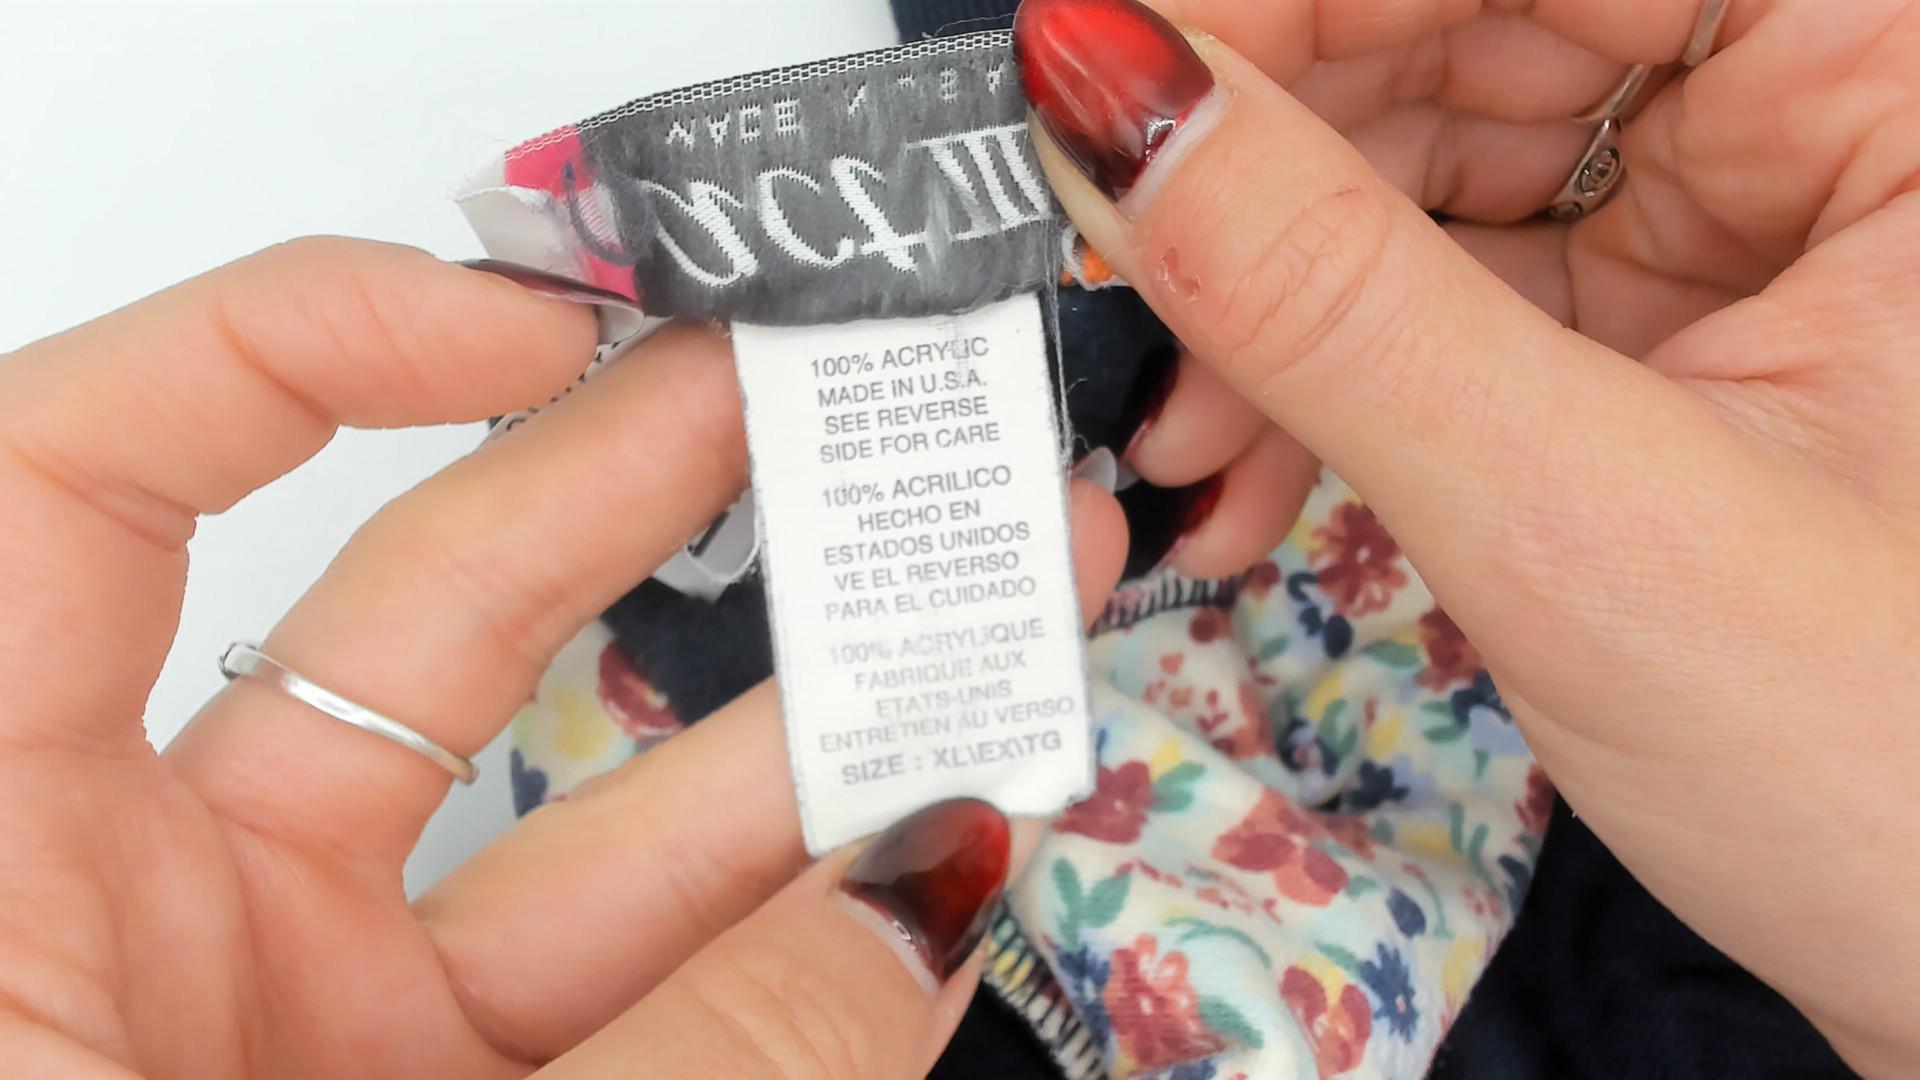 100% ACRYLIC
MADE IN U.S.A.
SEE REVERSE
SIDE FOR CARE
100% ACRILICO
HECHO EN
ESTADOS UNIDOS
VE EL REVERSO
PARA EL CUIDADO
100% ACRYLIQUE
FABRIQUE AUX
ETATS-UNIS
ENTRETIEN AU VERSO
SIZE : XL\EX\TG